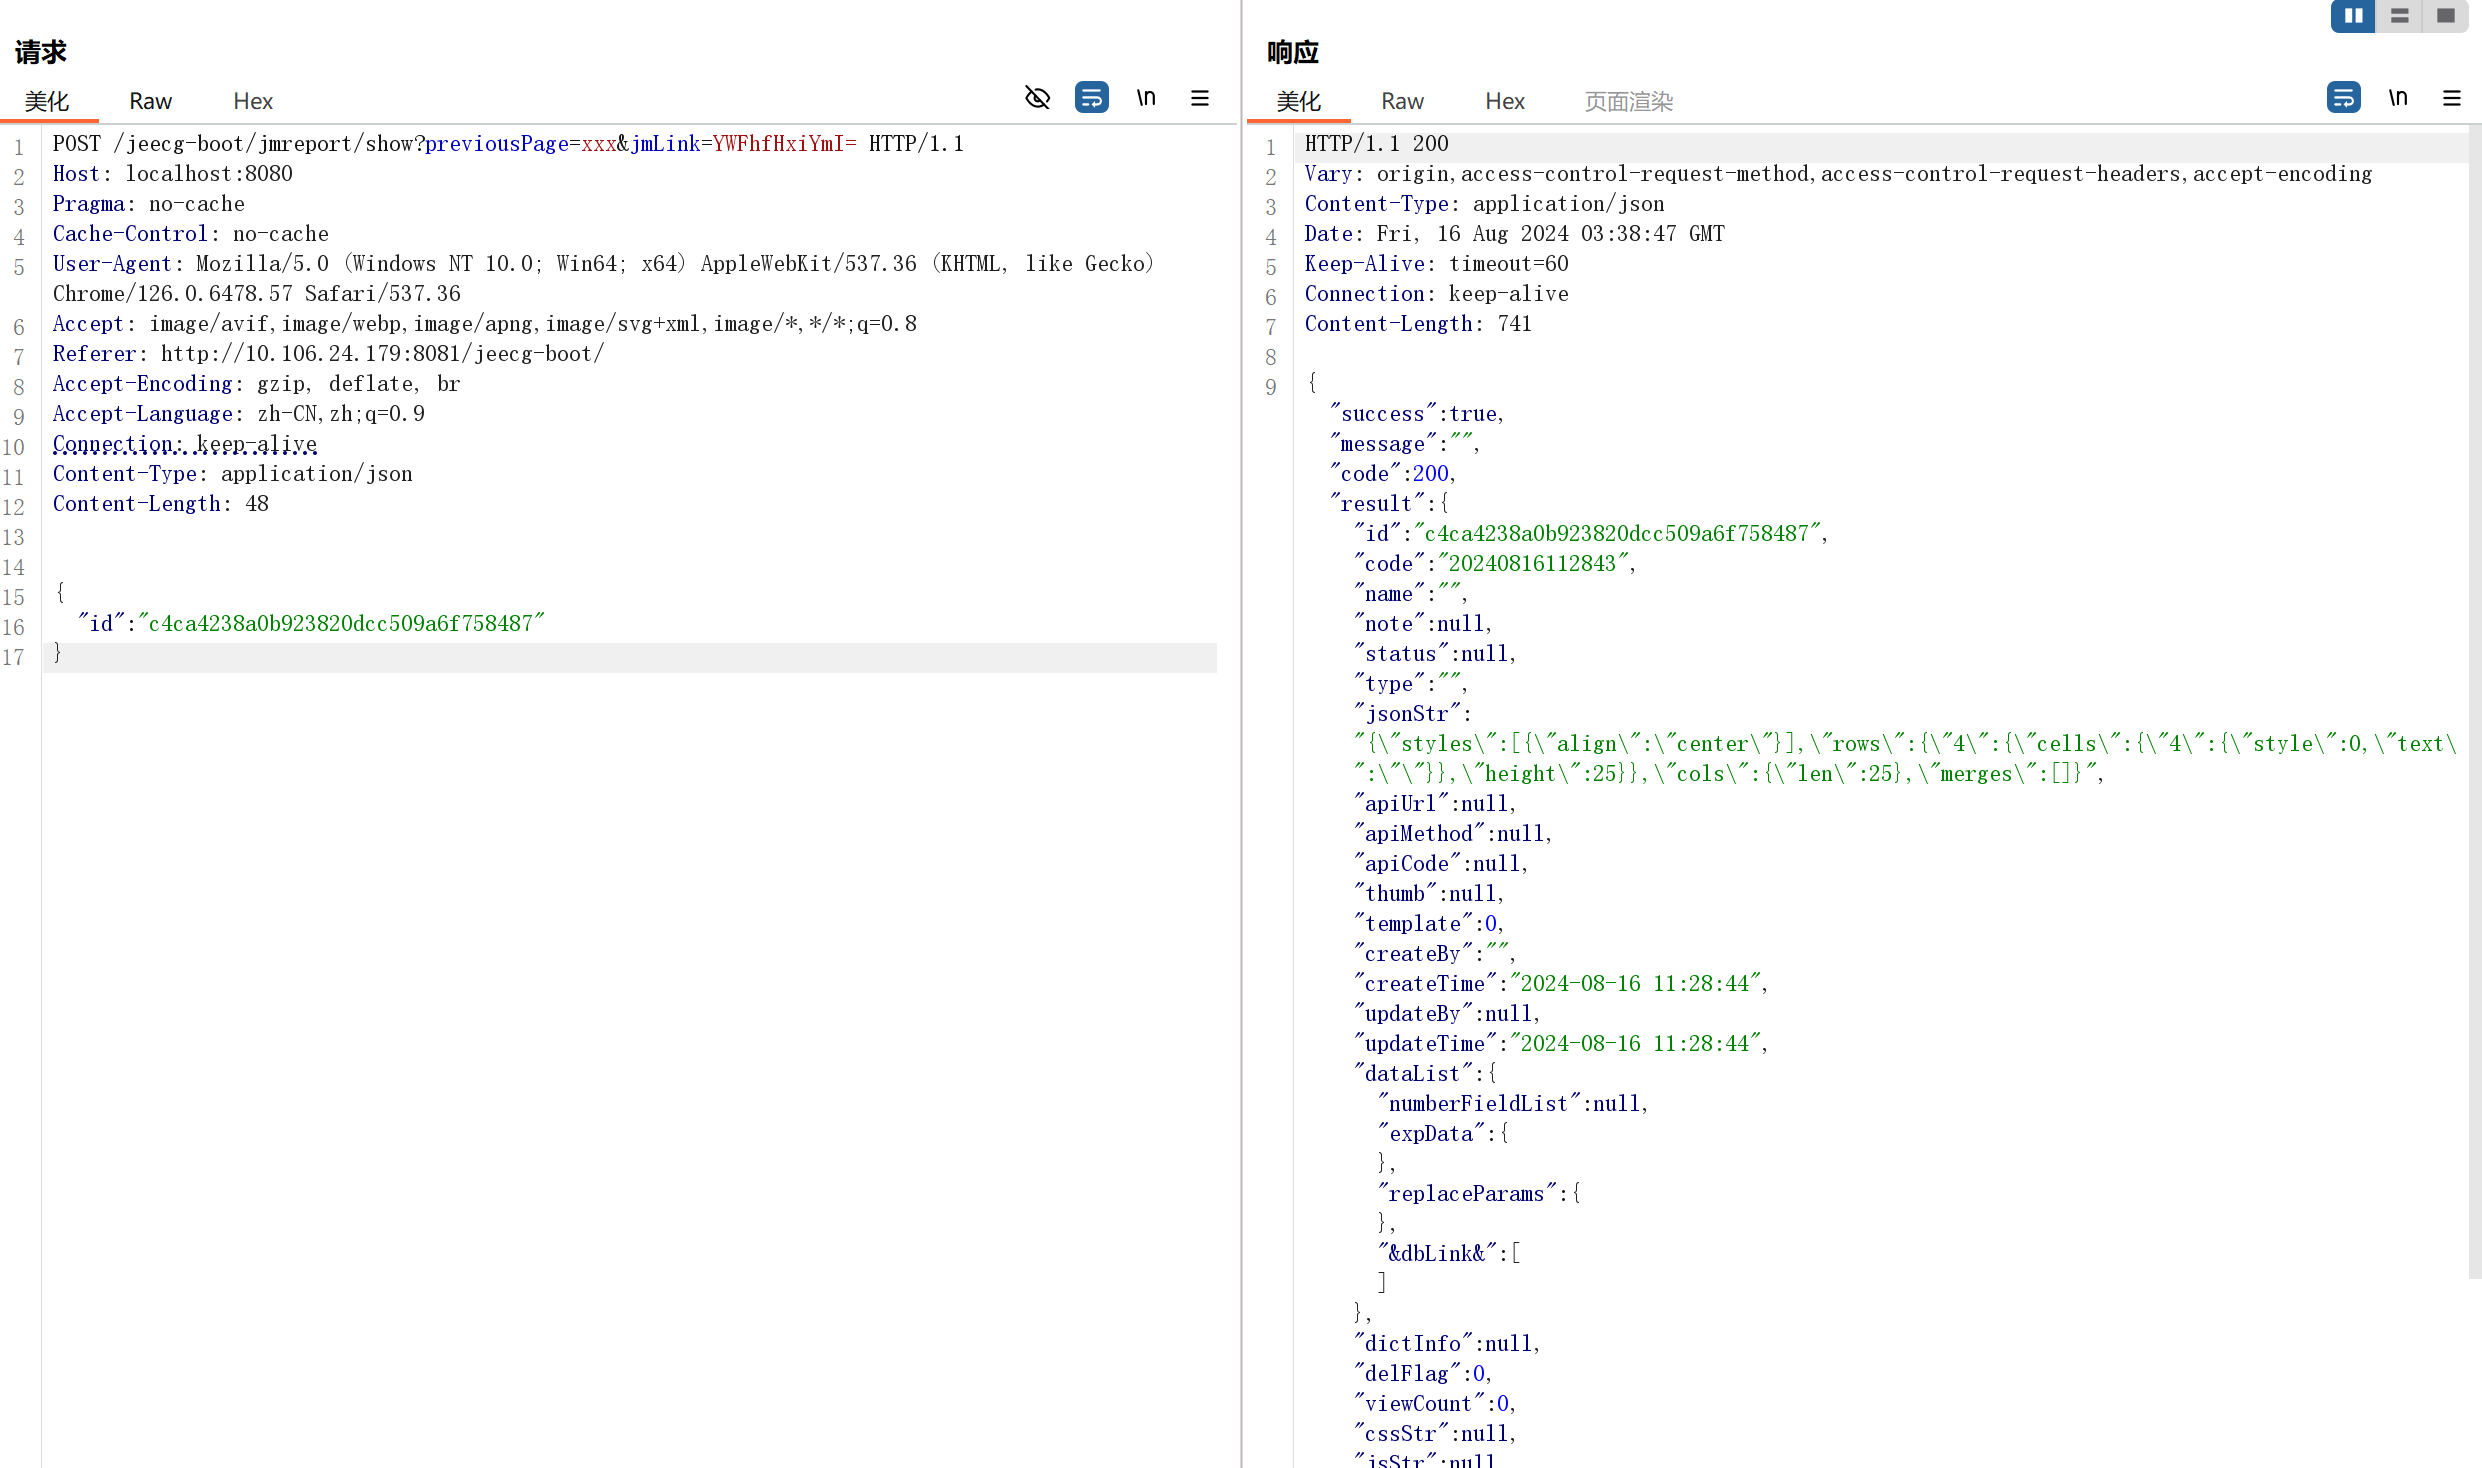 请求
美化 Raw Hex \n
1 POST /jeecg-boot/jmreport/show?previousPage=xxx&jmLink=YWFhfHxiYmI= HTTP/1.1
2 Host: localhost:8080
3 Pragma: no-cache
4 Cache-Control: no-cache
5 User-Agent: Mozilla/5.0 (Windows NT 10.0; Win64; x64) AppleWebKit/537.36 (KHTML, like Gecko)
Chrome/126.0.6478.57 Safari/537.36
6 Accept: image/avif,image/webp,image/apng,image/svg+xml,image/*,*/*;q=0.8
7 Referer: http://10.106.24.179:8081/jeecg-boot/
8 Accept-Encoding: gzip, deflate, br
9 Accept-Language: zh-CN,zh;q=0.9
10 Connection: keep-alive
11 Content-Type: application/json
12 Content-Length: 48
13
14
15 {
16 "id":"c4ca4238a0b923820dcc509a6f758487"
17 }
响应
美化 Raw Hex 页面渲染 \n
1 HTTP/1.1 200
2 Vary: origin,access-control-request-method,access-control-request-headers,accept-encoding
3 Content-Type: application/json
4 Date: Fri, 16 Aug 2024 03:38:47 GMT
5 Keep-Alive: timeout=60
6 Connection: keep-alive
7 Content-Length: 741
8
9 {
"success":true,
"message":"",
"code":200,
"result":{
"id":"c4ca4238a0b923820dcc509a6f758487",
"code":"20240816112843",
"name":"",
"note":null,
"status":null,
"type":"",
"jsonStr":
"{\"styles\":[{\"align\":\"center\"}],\"rows\":{\"4\":{\"cells\":{\"4\":{\"style\":0,\"text\
":\"\"}},\"height\":25}},\"cols\":{\"len\":25},\"merges\":[]}",
"apiUrl":null,
"apiMethod":null,
"apiCode":null,
"thumb":null,
"template":0,
"createBy":"",
"createTime":"2024-08-16 11:28:44",
"updateBy":null,
"updateTime":"2024-08-16 11:28:44",
"dataList":{
"numberFieldList":null,
"expData":{
},
"replaceParams":{
},
"&dbLink&":[
]
},
"dictInfo":null,
"delFlag":0,
"viewCount":0,
"cssStr":null,
"jsStr":null